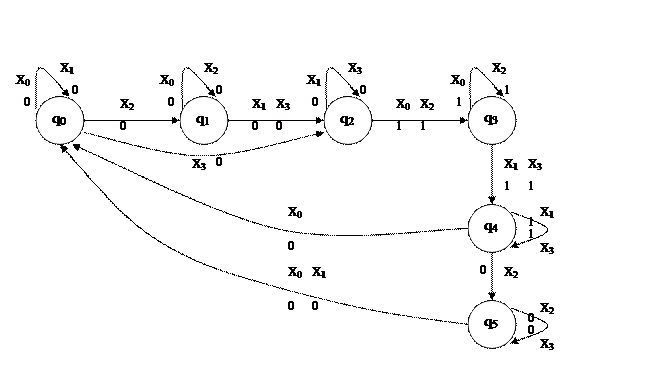 X0 X1 X0 X2 X1 X3 X0 X2
0 0 0 0 0 0 1 1
X2 X1 X3 X0 X2
q0 q1 q2 q3
0 0 0 1 1
X3 0
X1 X3
1 1
X0
0
q4
1 X1
1 X3
X0 X1
0 0
0 X2
q5
0 X2
0 X3